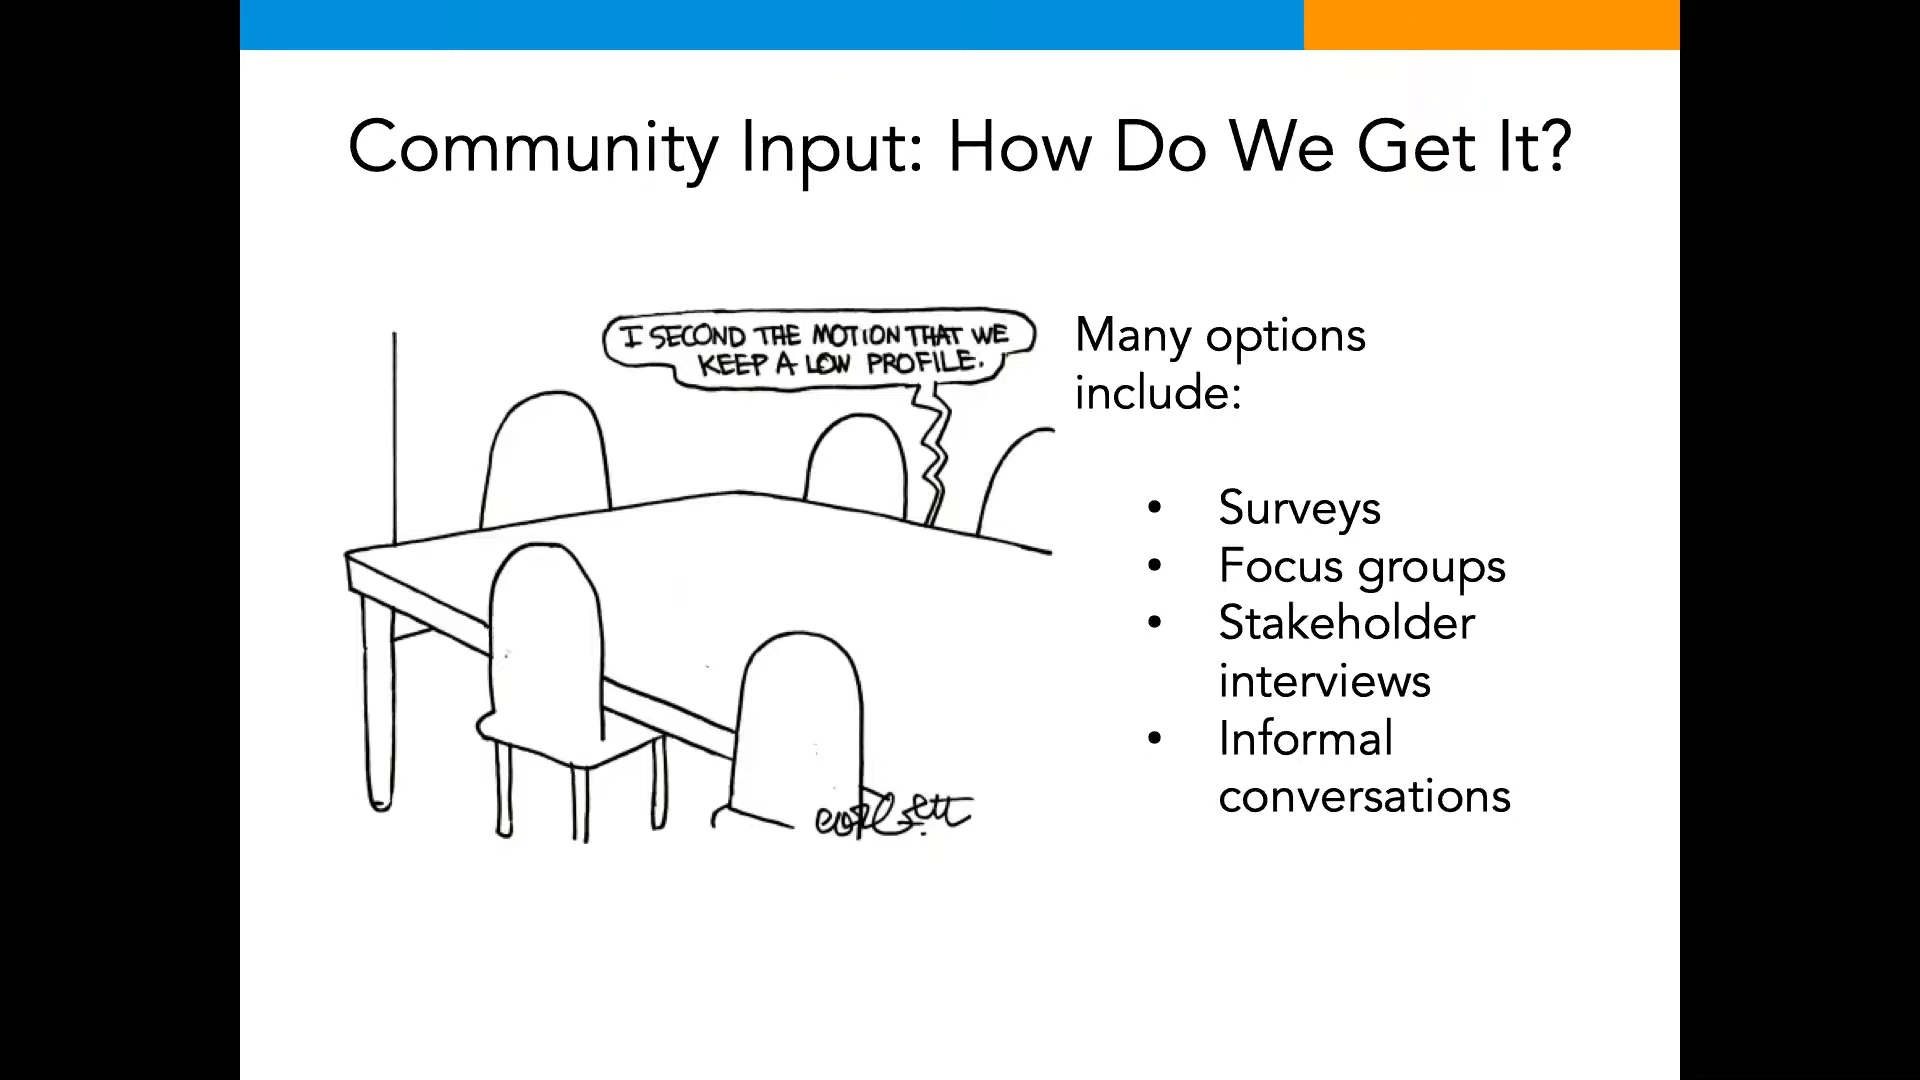 Community Input: How Do We Get It?
I SECOND THE MOTION THAT WE
KEEP A LOW PROFILE.
Many options
include:
• Surveys
• Focus groups
• Stakeholder
interviews
• Informal
conversations